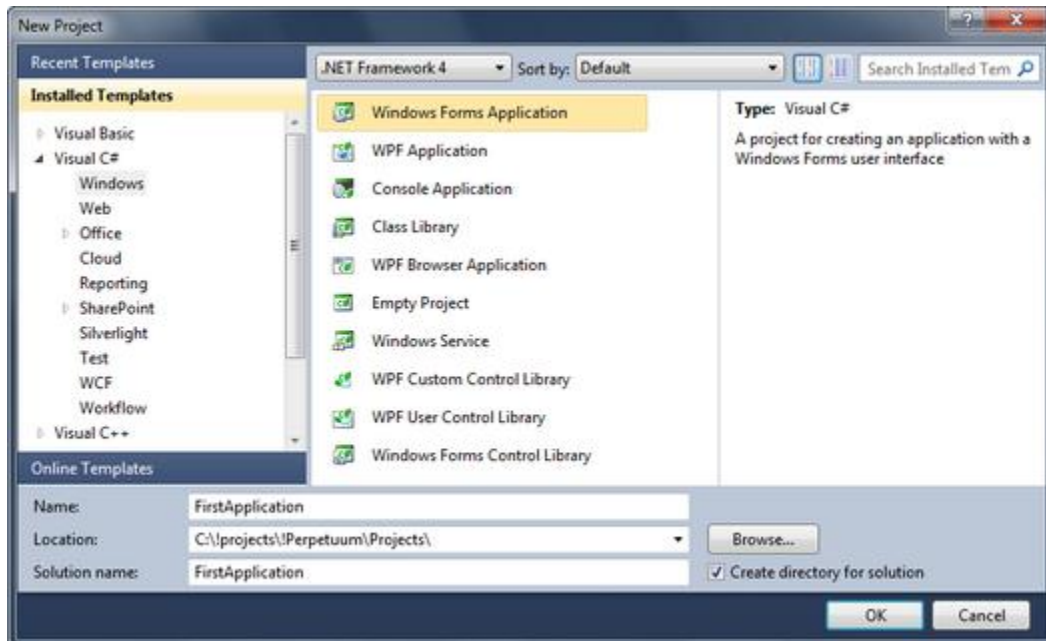 New Project
Recent Templates
Installed Templates
Visual Basic
Visual C#
Windows
Web
Office
Cloud
Reporting
SharePoint
Silverlight
Test
WCF
Workflow
Visual C++
Online Templates
.NET Framework 4
Sort by: Default
Search Installed Tem
Windows Forms Application
WPF Application
Console Application
Class Library
WPF Browser Application
Empty Project
Windows Service
WPF Custom Control Library
WPF User Control Library
Windows Forms Control Library
Type: Visual C#
A project for creating an application with a
Windows Forms user interface
Name: FirstApplication
Location: C:\!projects\!Perpetuum\Projects\
Browse...
Solution name: FirstApplication
Create directory for solution
OK
Cancel